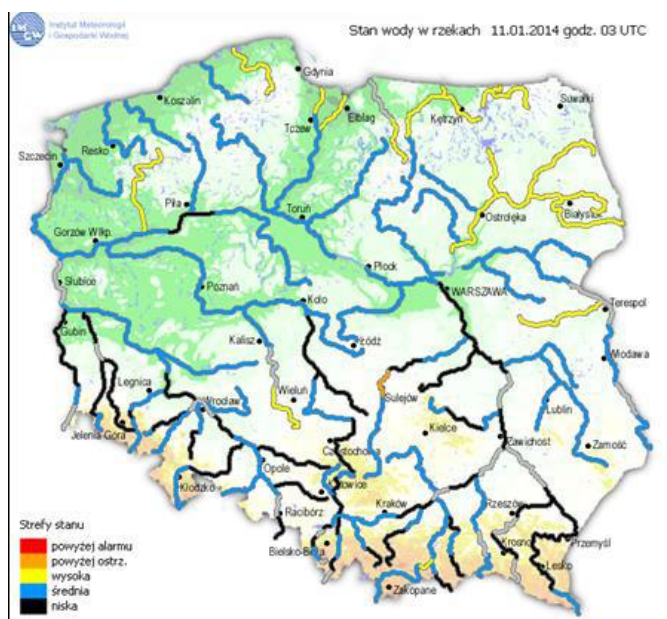 Instytut Meteorologii
i Gospodarki Wodnej
Stan wody w rzekach 11.01.2014 godz. 03 UTC
Gdynia
Koszalin
Suwałki
Tczew
Elbląg
Kętrzyn
Resko
Szczecin
Piła
Toruń
Ostrołęka
Białystok
Gorzów Wlkp.
Płock
Słubice
Poznań
Koło
WARSZAWA
Terespol
Gubin
Kalisz
Łódź
Włodawa
Legnica
Wieluń
Sulejów
Wrocław
Lublin
Jelenia Góra
Kielce
Zawichost
Zamość
Częstochowa
Opole
Kłodzko
Katowice
Racibórz
Kraków
Rzeszów
Przemyśl
Krosno
Bielsko-Biała
Lesko
Zakopane
Strefy stanu
powyżej alarmu
powyżej ostrz.
wysoka
średnia
niska